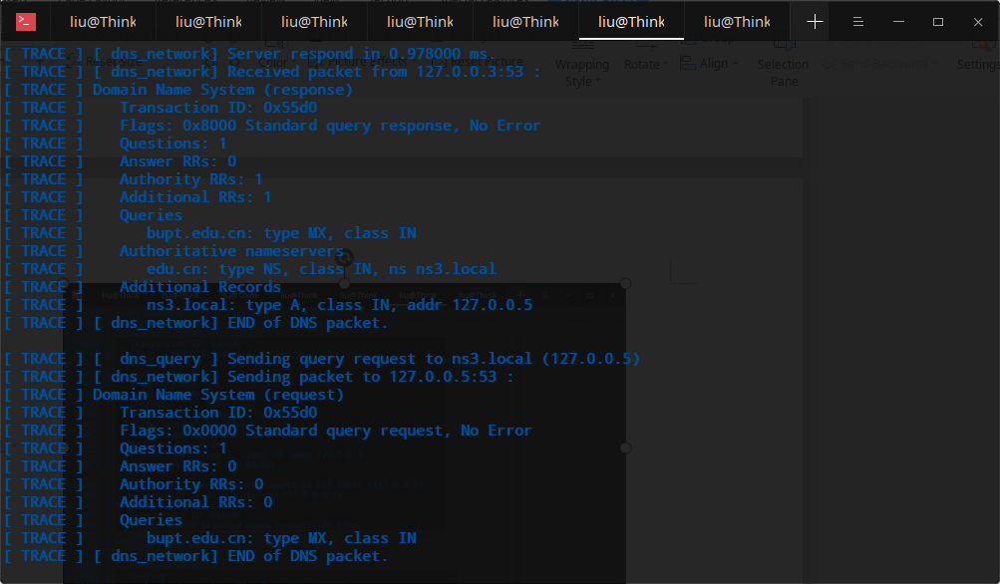 liu@Think liu@Think liu@Think liu@Think liu@Think liu@Think liu@Think
[ TRACE ] [ dns_network] Server respond in 0.978000 ms.
[ TRACE ] [ dns_network] Received packet from 127.0.0.3:53 :
[ TRACE ] Domain Name System (response)
[ TRACE ] Transaction ID: 0x55d0
[ TRACE ] Flags: 0x8000 Standard query response, No Error
[ TRACE ] Questions: 1
[ TRACE ] Answer RRs: 0
[ TRACE ] Authority RRs: 1
[ TRACE ] Additional RRs: 1
[ TRACE ] Queries
[ TRACE ] bupt.edu.cn: type MX, class IN
[ TRACE ] Authoritative nameservers
[ TRACE ] edu.cn: type NS, class IN, ns ns3.local
[ TRACE ] Additional Records
[ TRACE ] ns3.local: type A, class IN, addr 127.0.0.5
[ TRACE ] [ dns_network] END of DNS packet.
[ TRACE ] [ dns_query ] Sending query request to ns3.local (127.0.0.5)
[ TRACE ] [ dns_network] Sending packet to 127.0.0.5:53 :
[ TRACE ] Domain Name System (request)
[ TRACE ] Transaction ID: 0x55d0
[ TRACE ] Flags: 0x0000 Standard query request, No Error
[ TRACE ] Questions: 1
[ TRACE ] Answer RRs: 0
[ TRACE ] Authority RRs: 0
[ TRACE ] Additional RRs: 0
[ TRACE ] Queries
[ TRACE ] bupt.edu.cn: type MX, class IN
[ TRACE ] [ dns_network] END of DNS packet.
Reset Size
Color
Picture Effects
Reset Picture
Wrapping
Style
Rotate
Align
Selection
Pane
Settings